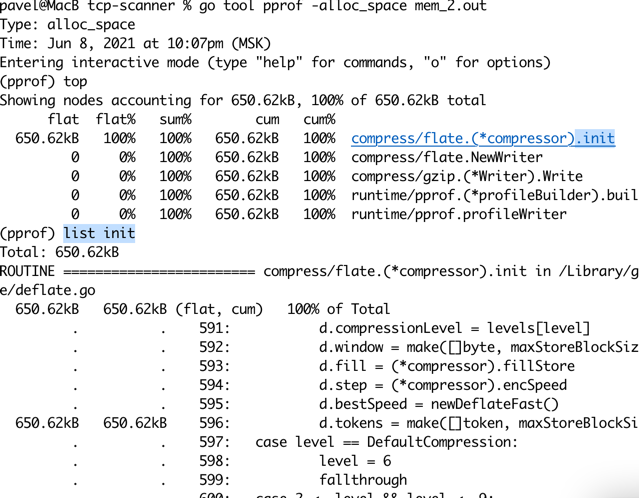 pavel@MacB tcp-scanner % go tool pprof -alloc_space mem_2.out
Type: alloc_space
Time: Jun 8, 2021 at 10:07pm (MSK)
Entering interactive mode (type "help" for commands, "o" for options)
(pprof) top
Showing nodes accounting for 650.62kB, 100% of 650.62kB total
flat flat% sum% cum cum%
650.62kB 100% 100% 650.62kB 100% compress/flate.(*compressor).init
0 0% 100% 650.62kB 100% compress/flate.NewWriter
0 0% 100% 650.62kB 100% compress/gzip.(*Writer).Write
0 0% 100% 650.62kB 100% runtime/pprof.(*profileBuilder).buil
0 0% 100% 650.62kB 100% runtime/pprof.profileWriter
(pprof) list init
Total: 650.62kB
ROUTINE ======================== compress/flate.(*compressor).init in /Library/g
e/deflate.go
650.62kB 650.62kB (flat, cum) 100% of Total
. . 591: d.compressionLevel = levels[level]
. . 592: d.window = make([]byte, maxStoreBlockSiz
. . 593: d.fill = (*compressor).fillStore
. . 594: d.step = (*compressor).encSpeed
. . 595: d.bestSpeed = newDeflateFast()
650.62kB 650.62kB 596: d.tokens = make([]token, maxStoreBlockSi
. . 597: case level == DefaultCompression:
. . 598: level = 6
. . 599: fallthrough
. . 600: case 2 <= level && level <= 9: